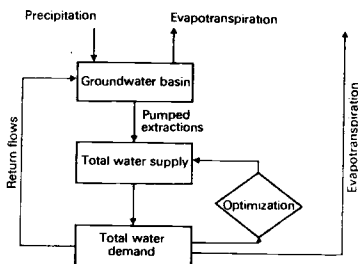 Precipitation
Evapotranspiration
Groundwater basin
Pumped
extractions
Total water supply
Optimization
Total water
demand
Return flows
Evapotranspiration